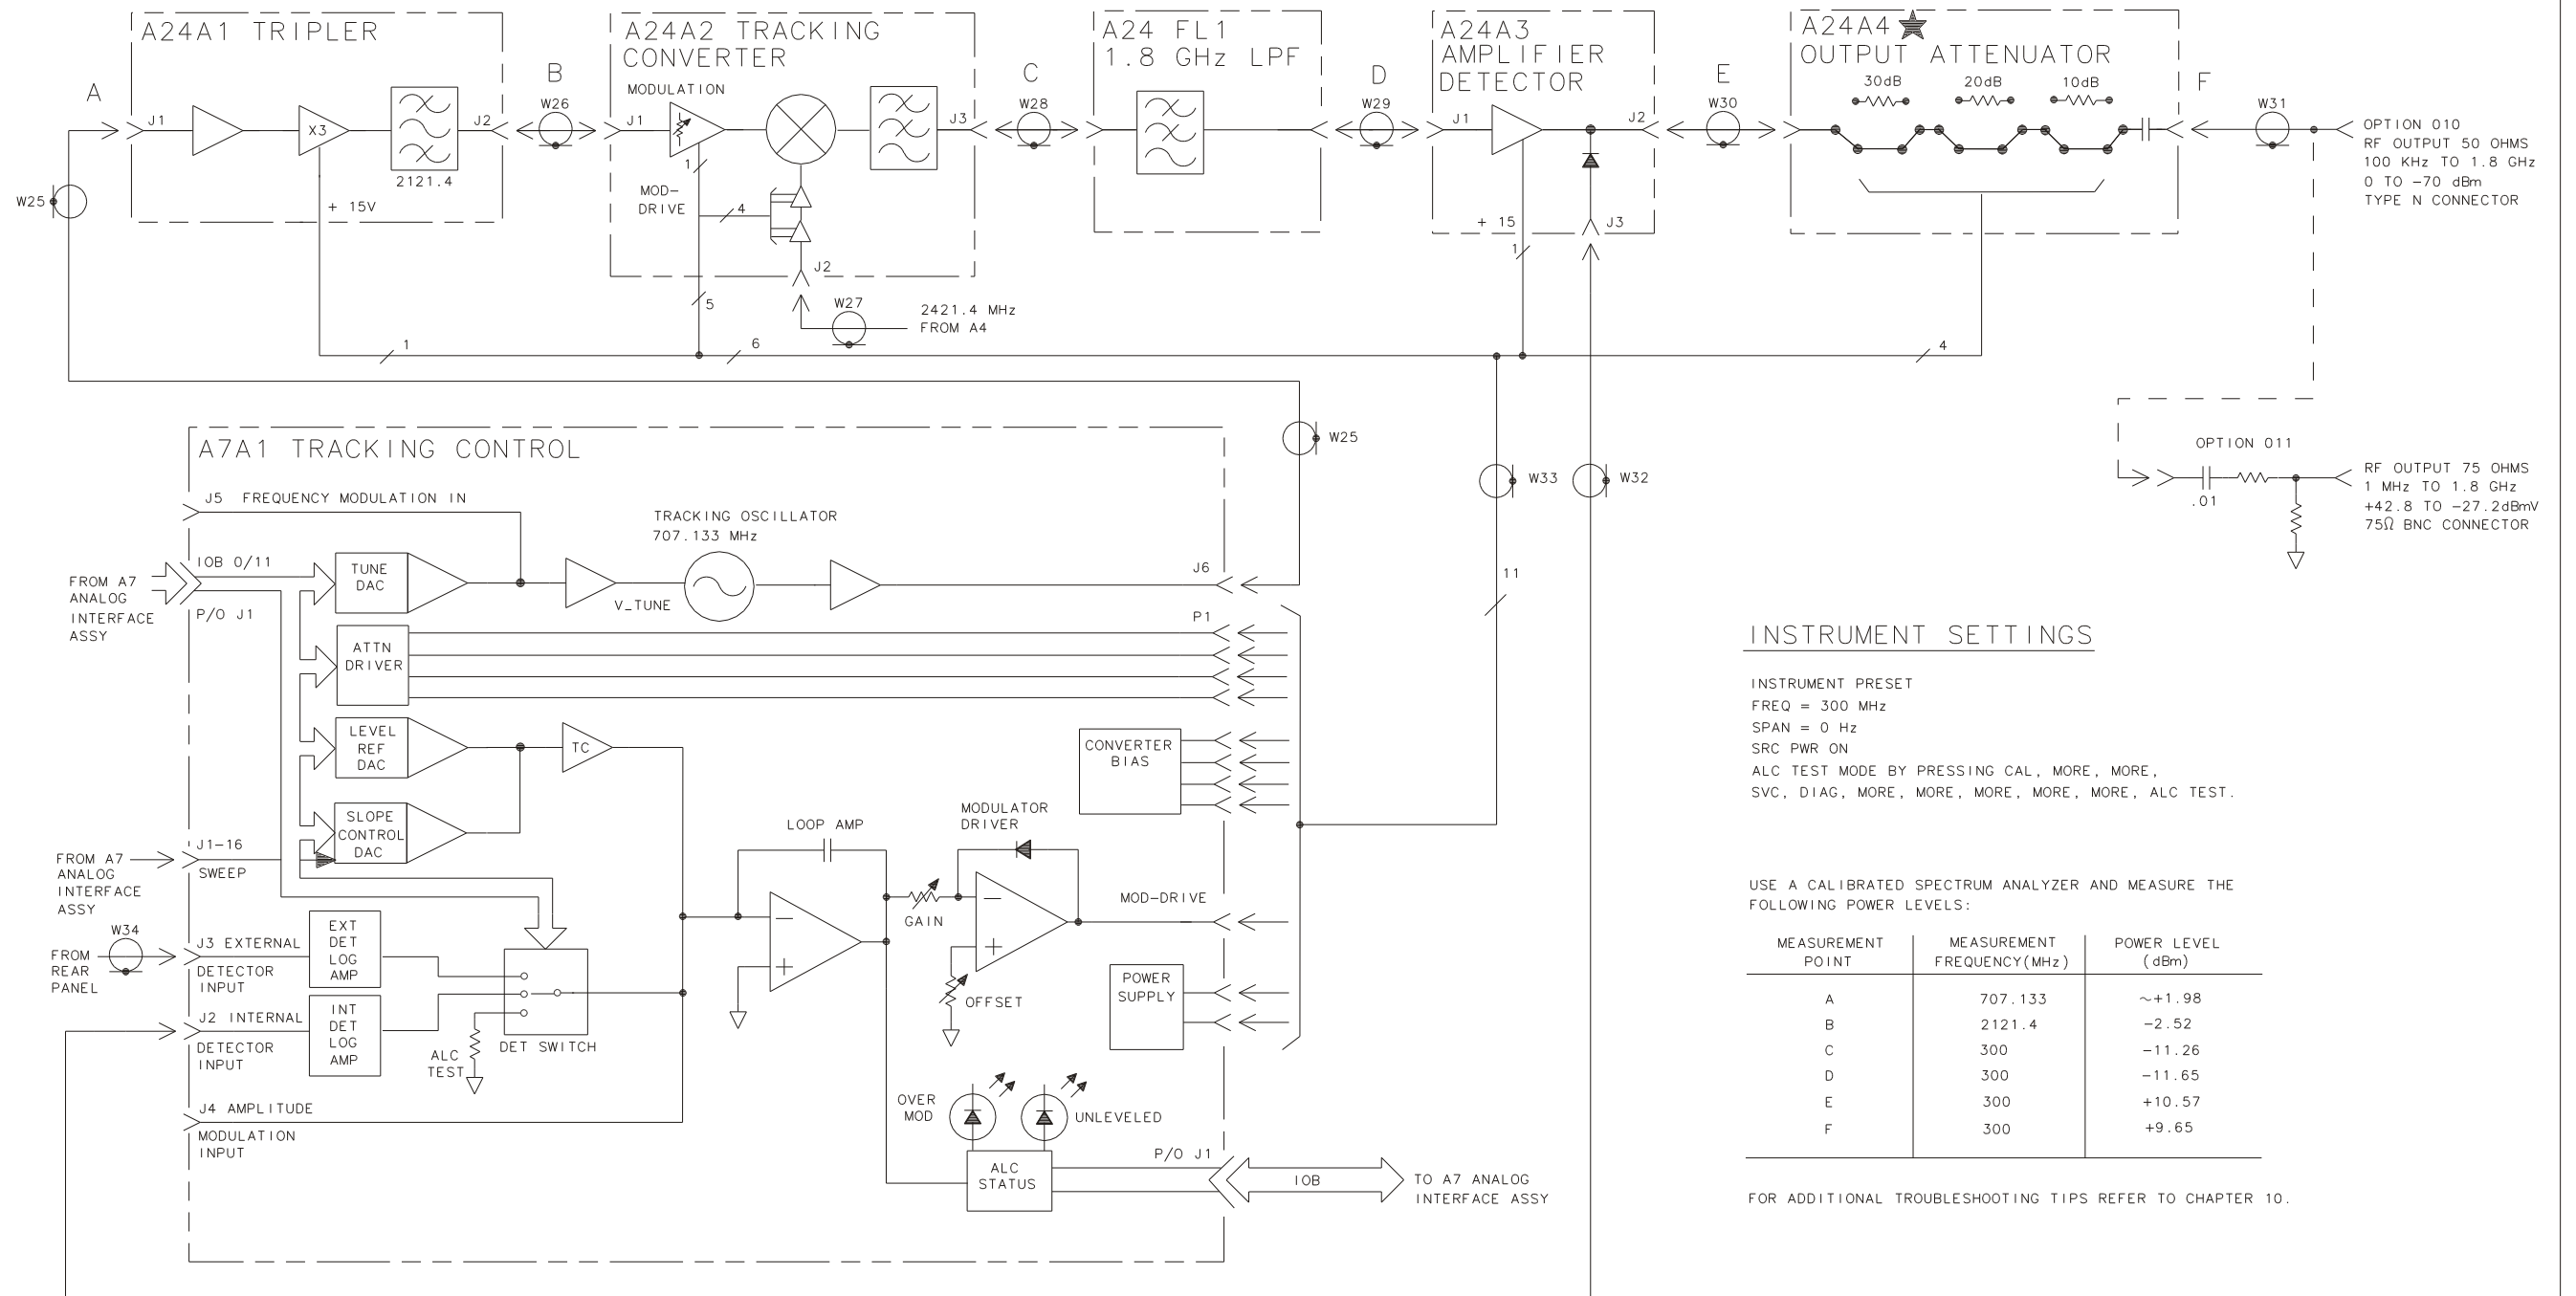 A24A1 TRIPLER
A
J1
X3
J2
2121.4
+ 15V
W25
B
W26
A24A2 TRACKING
CONVERTER
MODULATION
J1
J3
1
MOD-
DRIVE
4
J2
5
W27
2421.4 MHz
FROM A4
1
6
C
W28
A24 FL1
1.8 GHz LPF
D
W29
A24A3
AMPLIFIER
DETECTOR
J1
J2
+ 15
J3
1
E
W30
A24A4
OUTPUT ATTENUATOR
30dB
20dB
10dB
F
W31
4
OPTION 010
RF OUTPUT 50 OHMS
100 KHz TO 1.8 GHz
0 TO -70 dBm
TYPE N CONNECTOR
OPTION 011
.01
RF OUTPUT 75 OHMS
1 MHz TO 1.8 GHz
+42.8 TO -27.2dBmV
75Ω BNC CONNECTOR
W25
W33
W32
11
A7A1 TRACKING CONTROL
J5 FREQUENCY MODULATION IN
TRACKING OSCILLATOR
707.133 MHz
IOB 0/11
FROM A7
ANALOG
INTERFACE
ASSY
P/O J1
TUNE
DAC
V_TUNE
J6
P1
ATTN
DRIVER
LEVEL
REF
DAC
TC
CONVERTER
BIAS
SLOPE
CONTROL
DAC
LOOP AMP
MODULATOR
DRIVER
J1-16
SWEEP
FROM A7
ANALOG
INTERFACE
ASSY
GAIN
MOD-DRIVE
EXT
DET
LOG
AMP
W34
FROM
REAR
PANEL
J3 EXTERNAL
DETECTOR
INPUT
OFFSET
POWER
SUPPLY
J2 INTERNAL
DETECTOR
INPUT
INT
DET
LOG
AMP
ALC
TEST
DET SWITCH
J4 AMPLITUDE
MODULATION
INPUT
OVER
MOD
UNLEVELED
ALC
STATUS
P/O J1
IOB
TO A7 ANALOG
INTERFACE ASSY
INSTRUMENT SETTINGS
INSTRUMENT PRESET
FREQ = 300 MHz
SPAN = 0 Hz
SRC PWR ON
ALC TEST MODE BY PRESSING CAL, MORE, MORE,
SVC, DIAG, MORE, MORE, MORE, MORE, MORE, ALC TEST.
USE A CALIBRATED SPECTRUM ANALYZER AND MEASURE THE
FOLLOWING POWER LEVELS:
MEASUREMENT POINT MEASUREMENT FREQUENCY(MHz) POWER LEVEL (dBm)
A 707.133 ~+1.98
B 2121.4 -2.52
C 300 -11.26
D 300 -11.65
E 300 +10.57
F 300 +9.65
FOR ADDITIONAL TROUBLESHOOTING TIPS REFER TO CHAPTER 10.